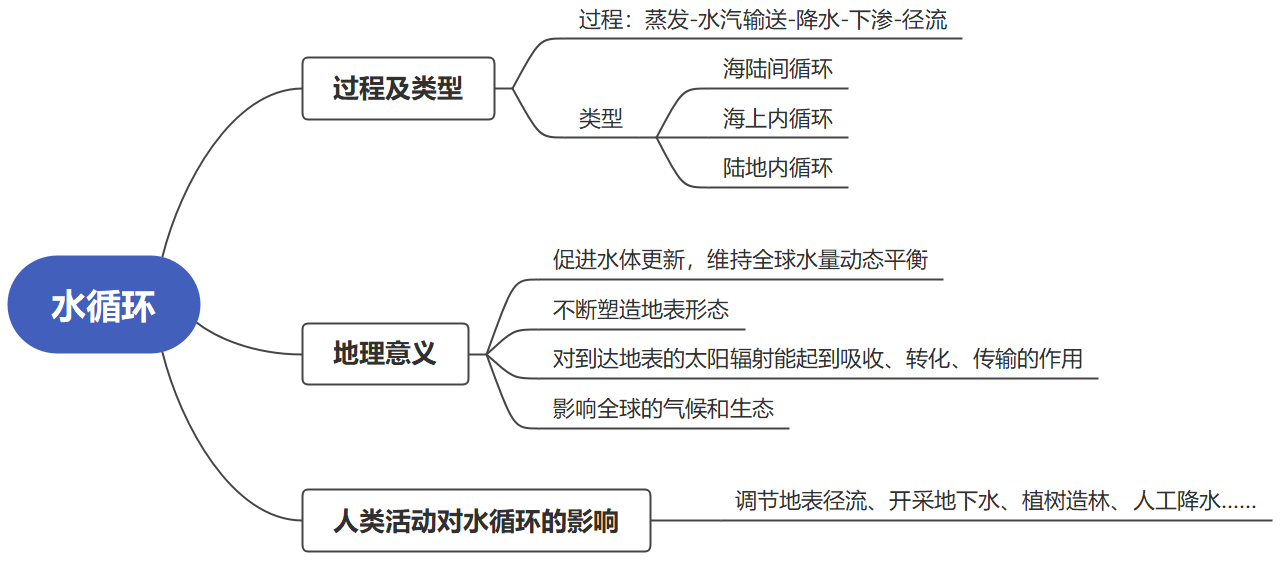 过程：蒸发-水汽输送-降水-下渗-径流
海陆间循环
过程及类型
类型
海上内循环
陆地内循环
促进水体更新，维持全球水量动态平衡
水循环
不断塑造地表形态
地理意义
对到达地表的太阳辐射能起到吸收、转化、传输的作用
影响全球的气候和生态
人类活动对水循环的影响
调节地表径流、开采地下水、植树造林、人工降水……